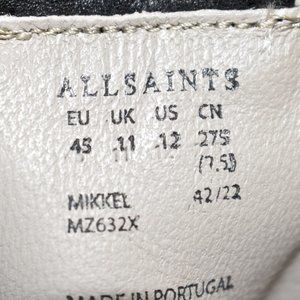 ALLSAINTS
EU UK US CN
45 11 12 275
(7.5)
MIKKEL 42/22
MZ632X
MADE IN PORTUGAL